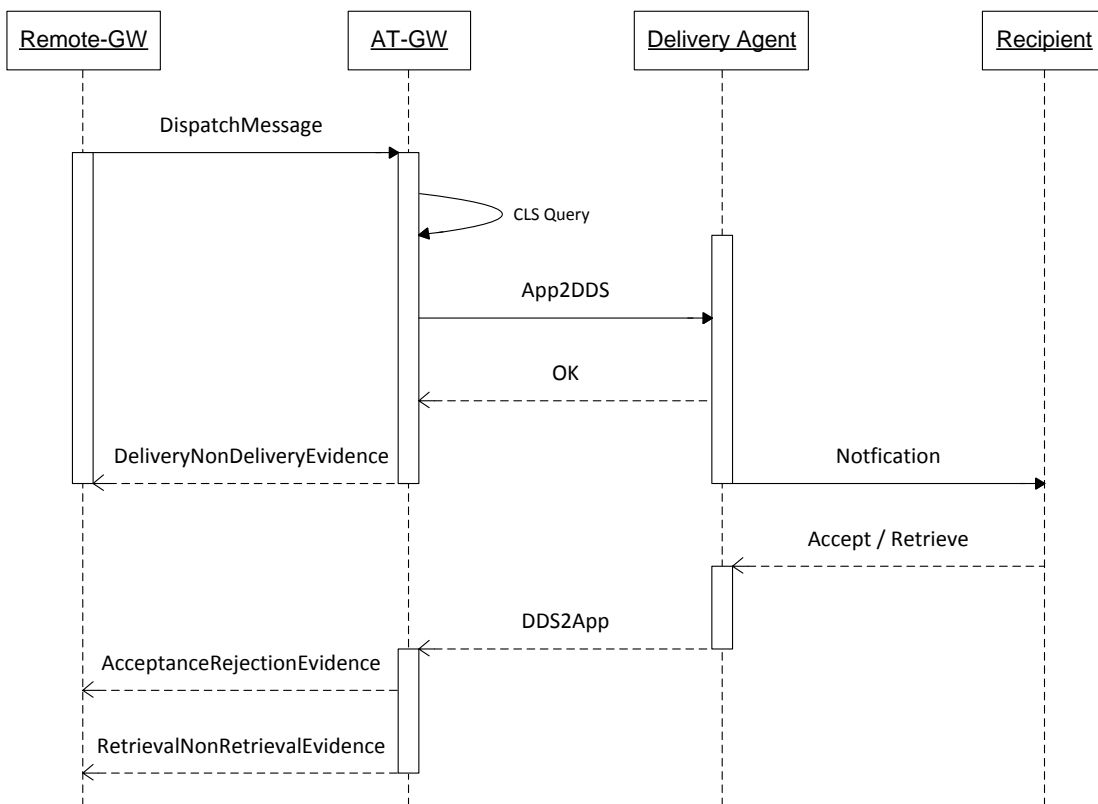 Remote-GW
AT-GW
Delivery Agent
Recipient
DispatchMessage
CLS Query
App2DDS
OK
DeliveryNonDeliveryEvidence
Notfication
Accept / Retrieve
DDS2App
AcceptanceRejectionEvidence
RetrievalNonRetrievalEvidence